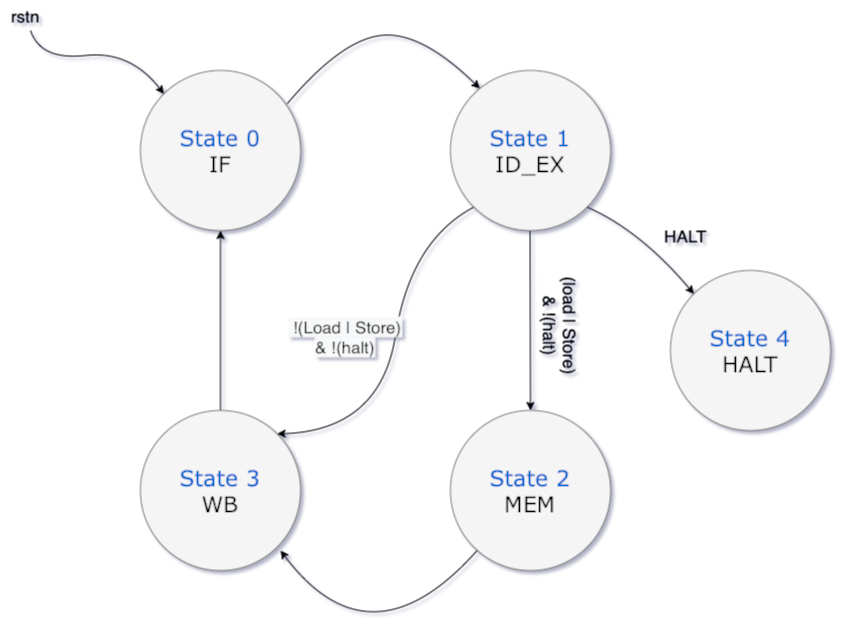 rstn
State 0
IF
State 1
ID_EX
HALT
(load | Store)
& !(halt)
!(Load | Store)
& !(halt)
State 4
HALT
State 3
WB
State 2
MEM